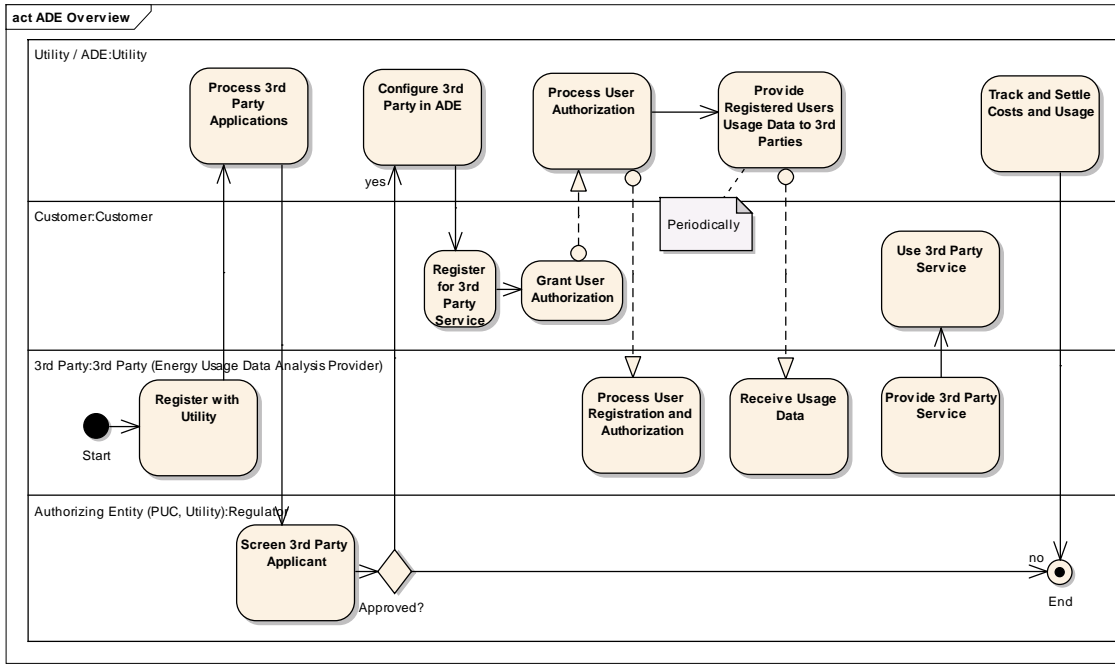 act ADE Overview
Utility / ADE:Utility
Process 3rd
Party
Applications
Configure 3rd
Party in ADE
Process User
Authorization
Provide
Registered Users
Usage Data to 3rd
Parties
Track and Settle
Costs and Usage
yes
Customer:Customer
Periodically
Register
for 3rd
Party
Service
Grant User
Authorization
Use 3rd Party
Service
3rd Party:3rd Party (Energy Usage Data Analysis Provider)
Start
Register with
Utility
Process User
Registration and
Authorization
Receive Usage
Data
Provide 3rd Party
Service
Authorizing Entity (PUC, Utility):Regulator
Screen 3rd Party
Applicant
Approved?
no
End